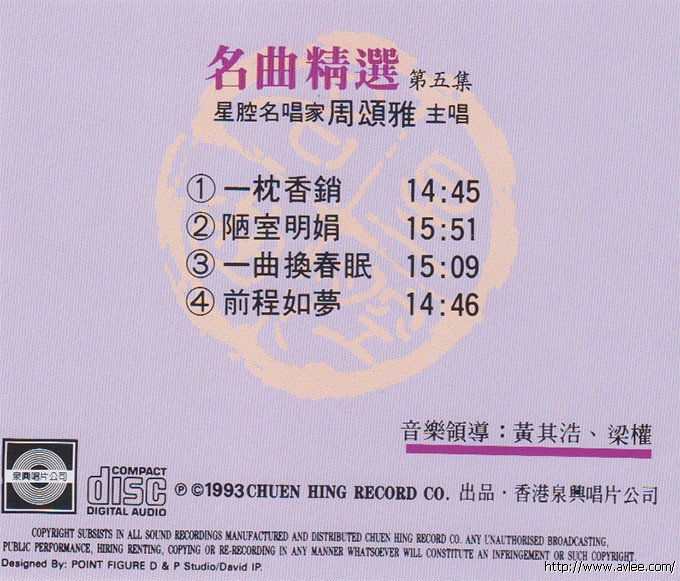 名曲精選 第五集
星腔名唱家周頌雅 主唱
① 一枕香銷 14:45
② 陋室明娟 15:51
③ 一曲換春眠 15:09
④ 前程如夢 14:46
音樂領導：黃其浩、梁權
泉興唱片公司
COMPACT
disc
DIGITAL AUDIO
℗ ©1993 CHUEN HING RECORD CO. 出品·香港泉興唱片公司
COPYRIGHT SUBSISTS IN ALL SOUND RECORDINGS MANUFACTURED AND DISTRIBUTED CHUEN HING RECORD CO. ANY UNAUTHORISED BROADCASTING,
PUBLIC PERFORMANCE, HIRING RENTING, COPYING OR RE-RECORDING IN ANY MANNER WHATSOEVER WILL CONSTITUTE AN INFRINGEMENT OR SUCH COPYRIGHT.
Designed By: POINT FIGURE D & P Studio/David IP.
http://www.avlee.com/